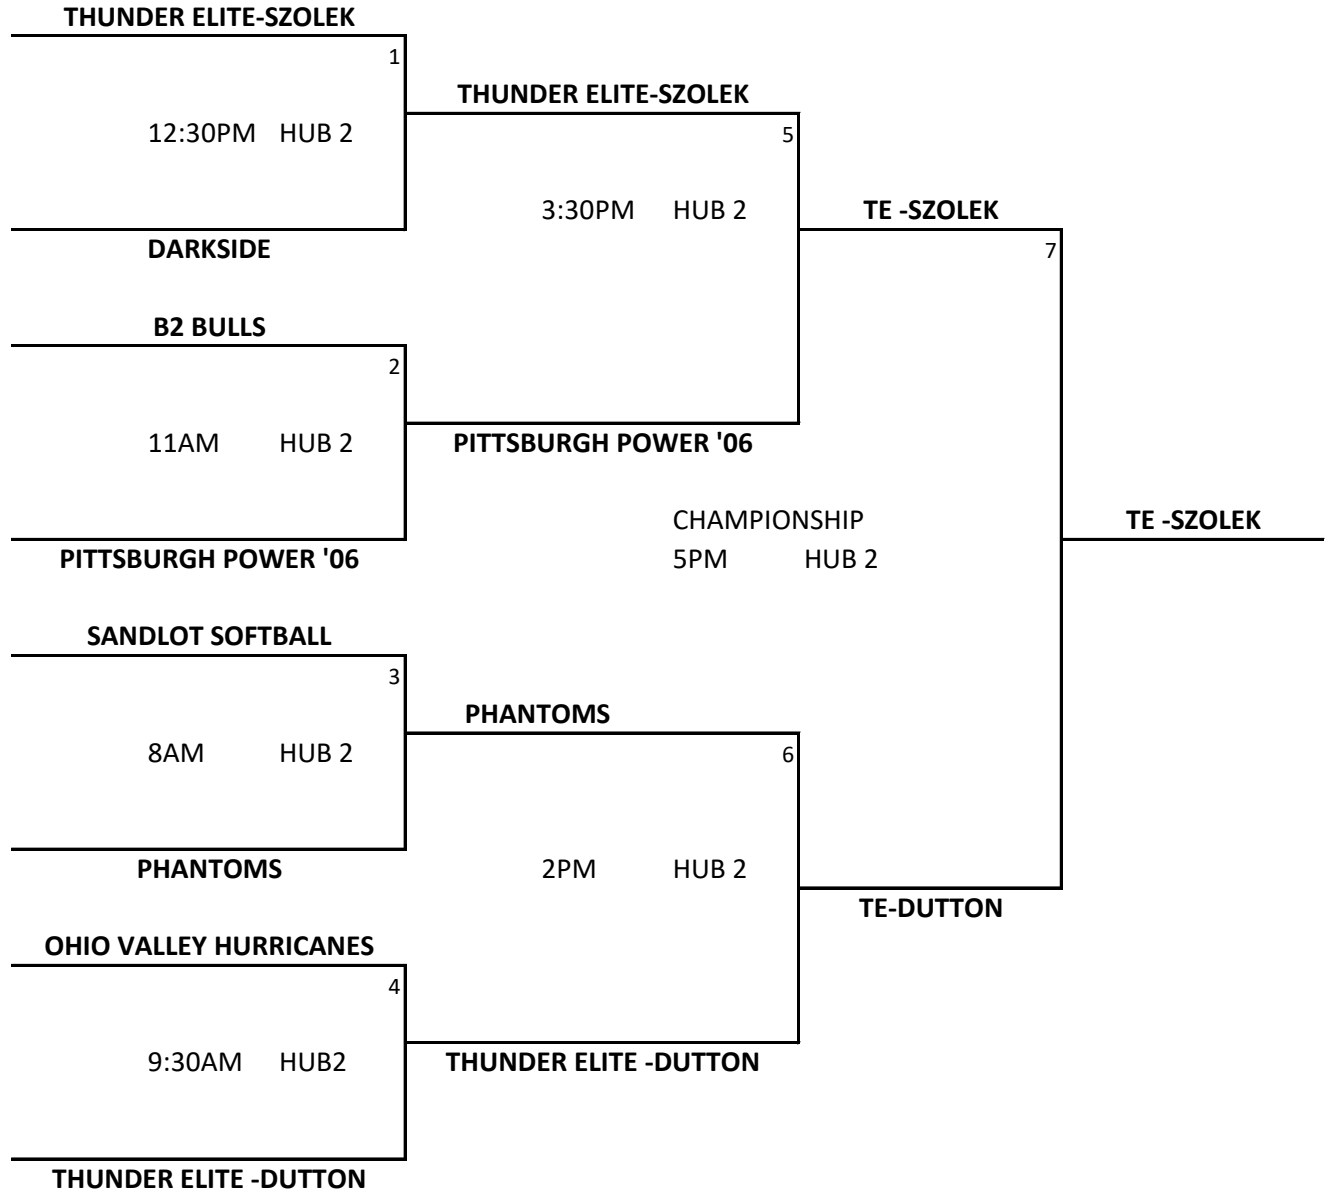 THUNDER ELITE-SZOLEK
1
THUNDER ELITE-SZOLEK
12:30PM HUB 2
5
3:30PM HUB 2
TE -SZOLEK
DARKSIDE
7
B2 BULLS
2
11AM HUB 2
PITTSBURGH POWER '06
CHAMPIONSHIP
TE -SZOLEK
PITTSBURGH POWER '06
5PM HUB 2
SANDLOT SOFTBALL
3
PHANTOMS
8AM HUB 2
6
PHANTOMS
2PM HUB 2
TE-DUTTON
OHIO VALLEY HURRICANES
4
9:30AM HUB2
THUNDER ELITE -DUTTON
THUNDER ELITE -DUTTON